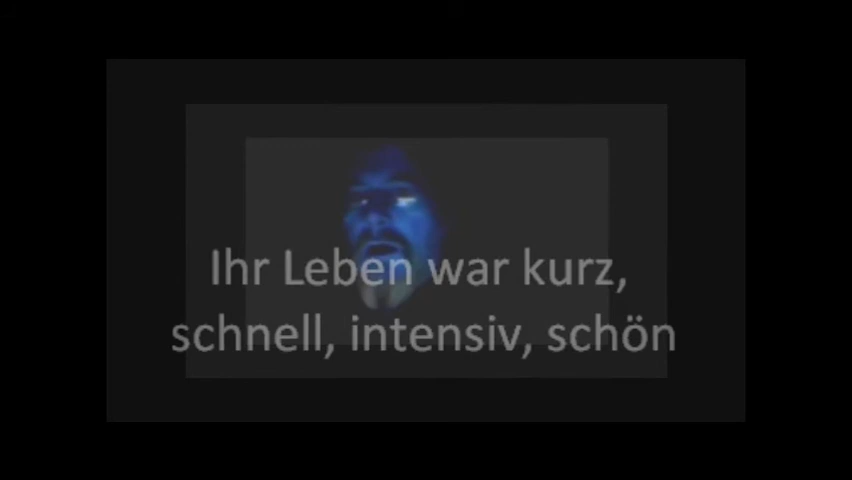 Ihr Leben war kurz,
schnell, intensiv, schön